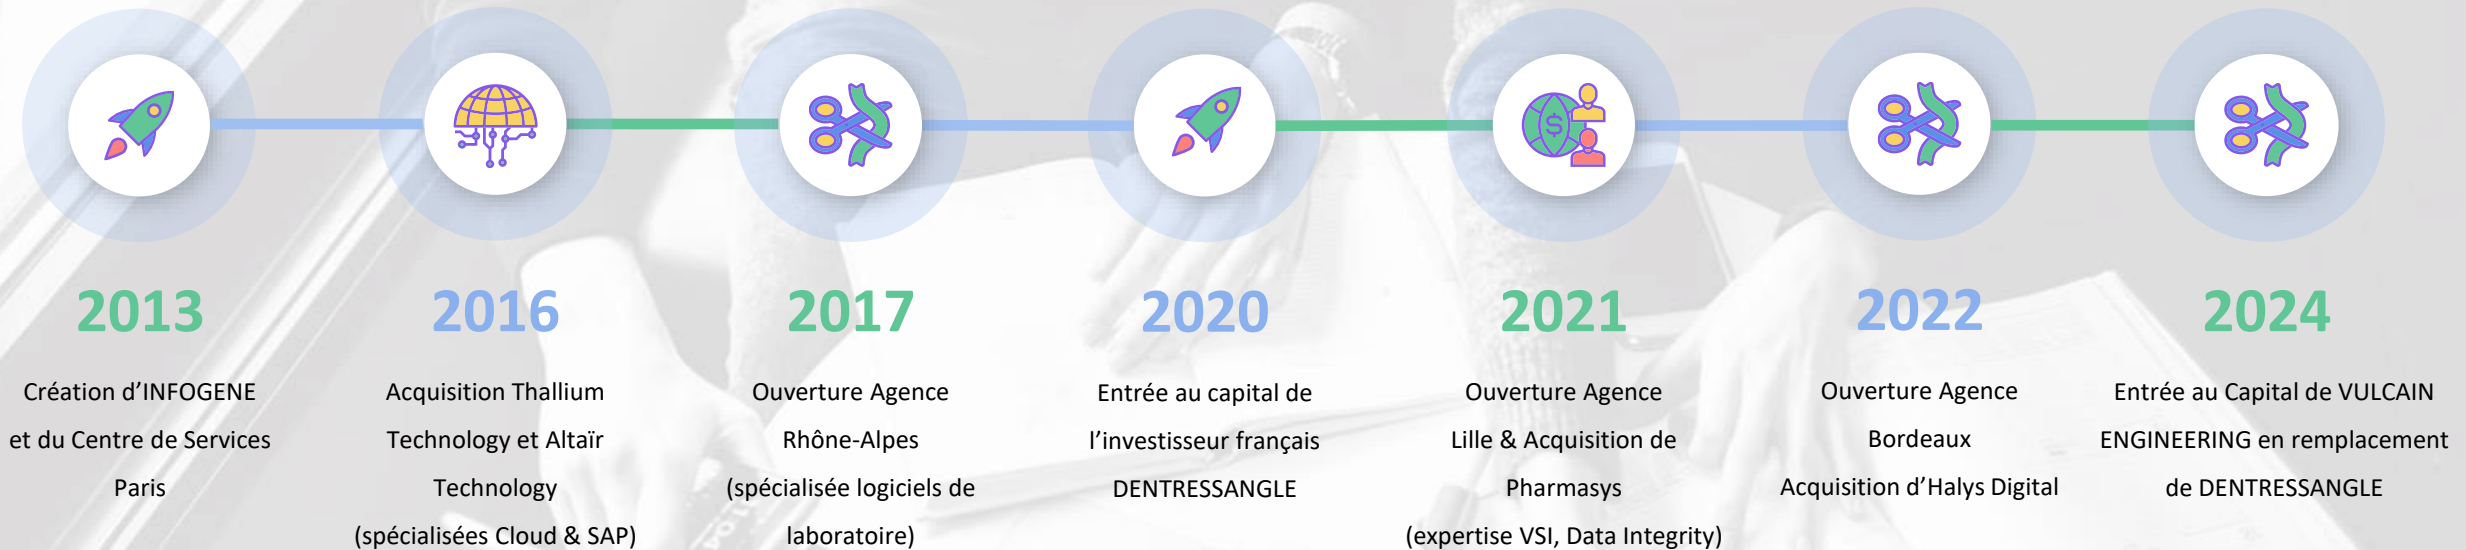 2013
Création d’INFOGENE
et du Centre de Services
Paris
2016
Acquisition Thallium
Technology et Altaïr
Technology
(spécialisées Cloud & SAP)
2017
Ouverture Agence
Rhône-Alpes
(spécialisée logiciels de
laboratoire)
2020
Entrée au capital de
l’investisseur français
DENTRESSANGLE
2021
Ouverture Agence
Lille & Acquisition de
Pharmasys
(expertise VSI, Data Integrity)
2022
Ouverture Agence
Bordeaux
Acquisition d’Halys Digital
2024
Entrée au Capital de VULCAIN
ENGINEERING en remplacement
de DENTRESSANGLE